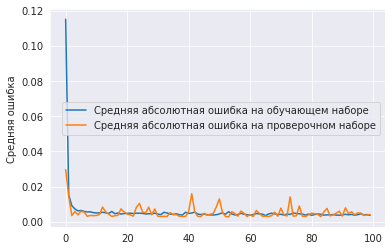 0.12
0.10
0.08
0.06
0.04
0.02
0.00
Средняя ошибка
Средняя абсолютная ошибка на обучающем наборе
Средняя абсолютная ошибка на проверочном наборе
0 20 40 60 80 100